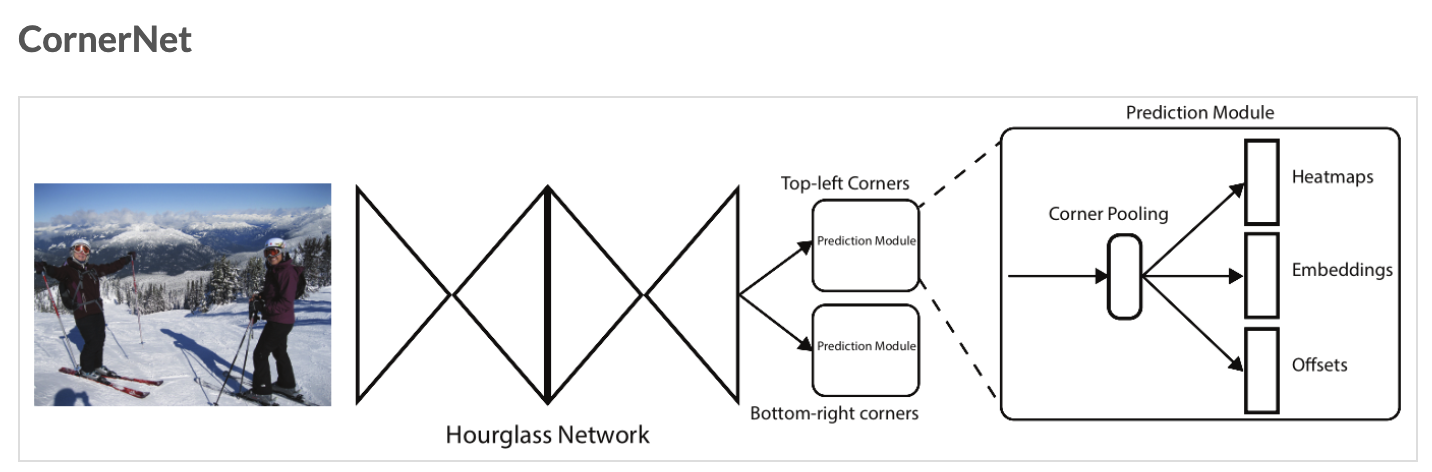 CornerNet
Prediction Module
Top-left Corners
Prediction Module
Prediction Module
Bottom-right corners
Hourglass Network
Corner Pooling
Heatmaps
Embeddings
Offsets